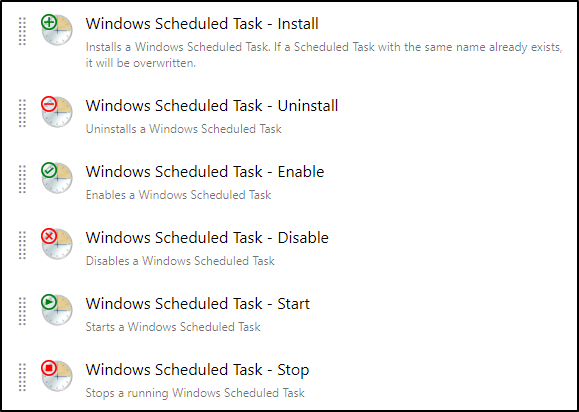 Windows Scheduled Task - Install
Installs a Windows Scheduled Task. If a Scheduled Task with the same name already exists,
it will be overwritten.
Windows Scheduled Task - Uninstall
Uninstalls a Windows Scheduled Task
Windows Scheduled Task - Enable
Enables a Windows Scheduled Task
Windows Scheduled Task - Disable
Disables a Windows Scheduled Task
Windows Scheduled Task - Start
Starts a Windows Scheduled Task
Windows Scheduled Task - Stop
Stops a running Windows Scheduled Task